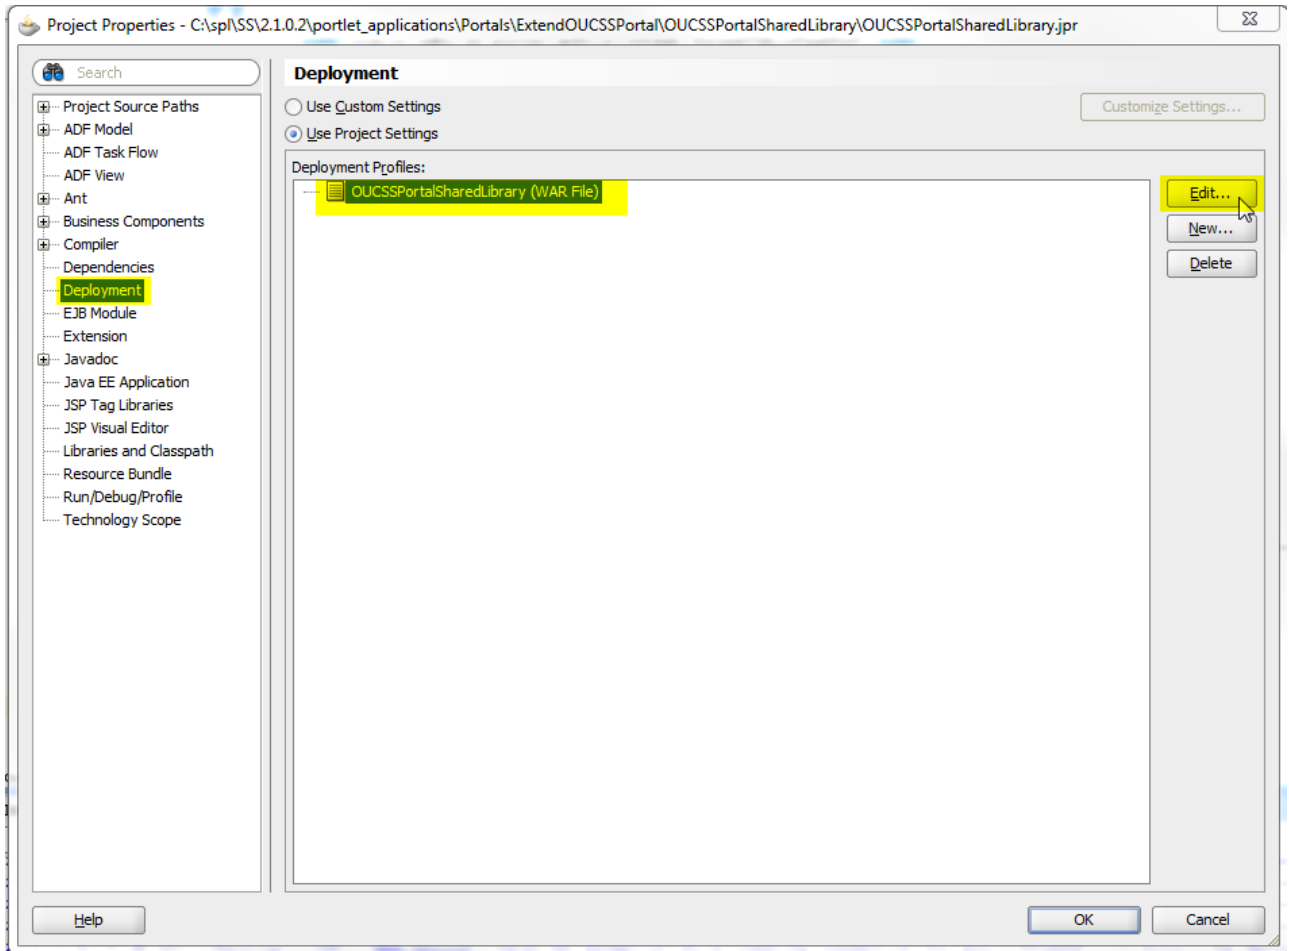 Project Properties - C:\spl\SS\2.1.0.2\portlet_applications\Portals\ExtendOUCSSPortal\OUCSSPortalSharedLibrary\OUCSSPortalSharedLibrary.jpr
Search
Project Source Paths
ADF Model
ADF Task Flow
ADF View
Ant
Business Components
Compiler
Dependencies
Deployment
EJB Module
Extension
Javadoc
Java EE Application
JSP Tag Libraries
JSP Visual Editor
Libraries and Classpath
Resource Bundle
Run/Debug/Profile
Technology Scope
Deployment
Use Custom Settings
Customize Settings...
Use Project Settings
Deployment Profiles:
OUCSSPortalSharedLibrary (WAR File)
Edit...
New...
Delete
Help
OK
Cancel